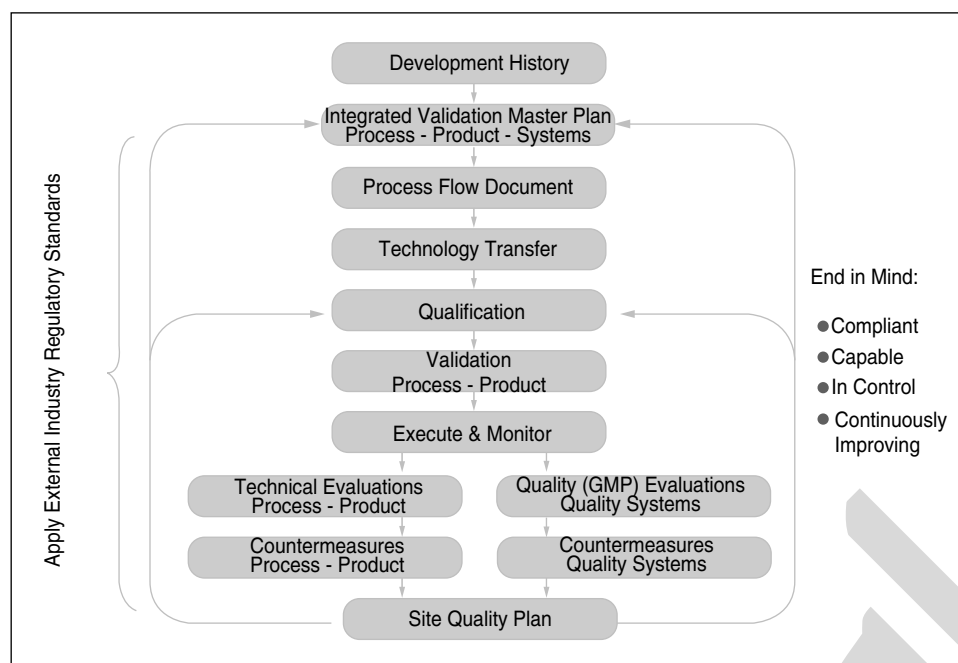 Development History
Integrated Validation Master Plan
Process - Product - Systems
Process Flow Document
Technology Transfer
Qualification
Validation
Process - Product
Execute & Monitor
Technical Evaluations
Process - Product
Quality (GMP) Evaluations
Quality Systems
Countermeasures
Process - Product
Countermeasures
Quality Systems
Site Quality Plan
Apply External Industry Regulatory Standards
End in Mind:
Compliant
Capable
In Control
Continuously
Improving